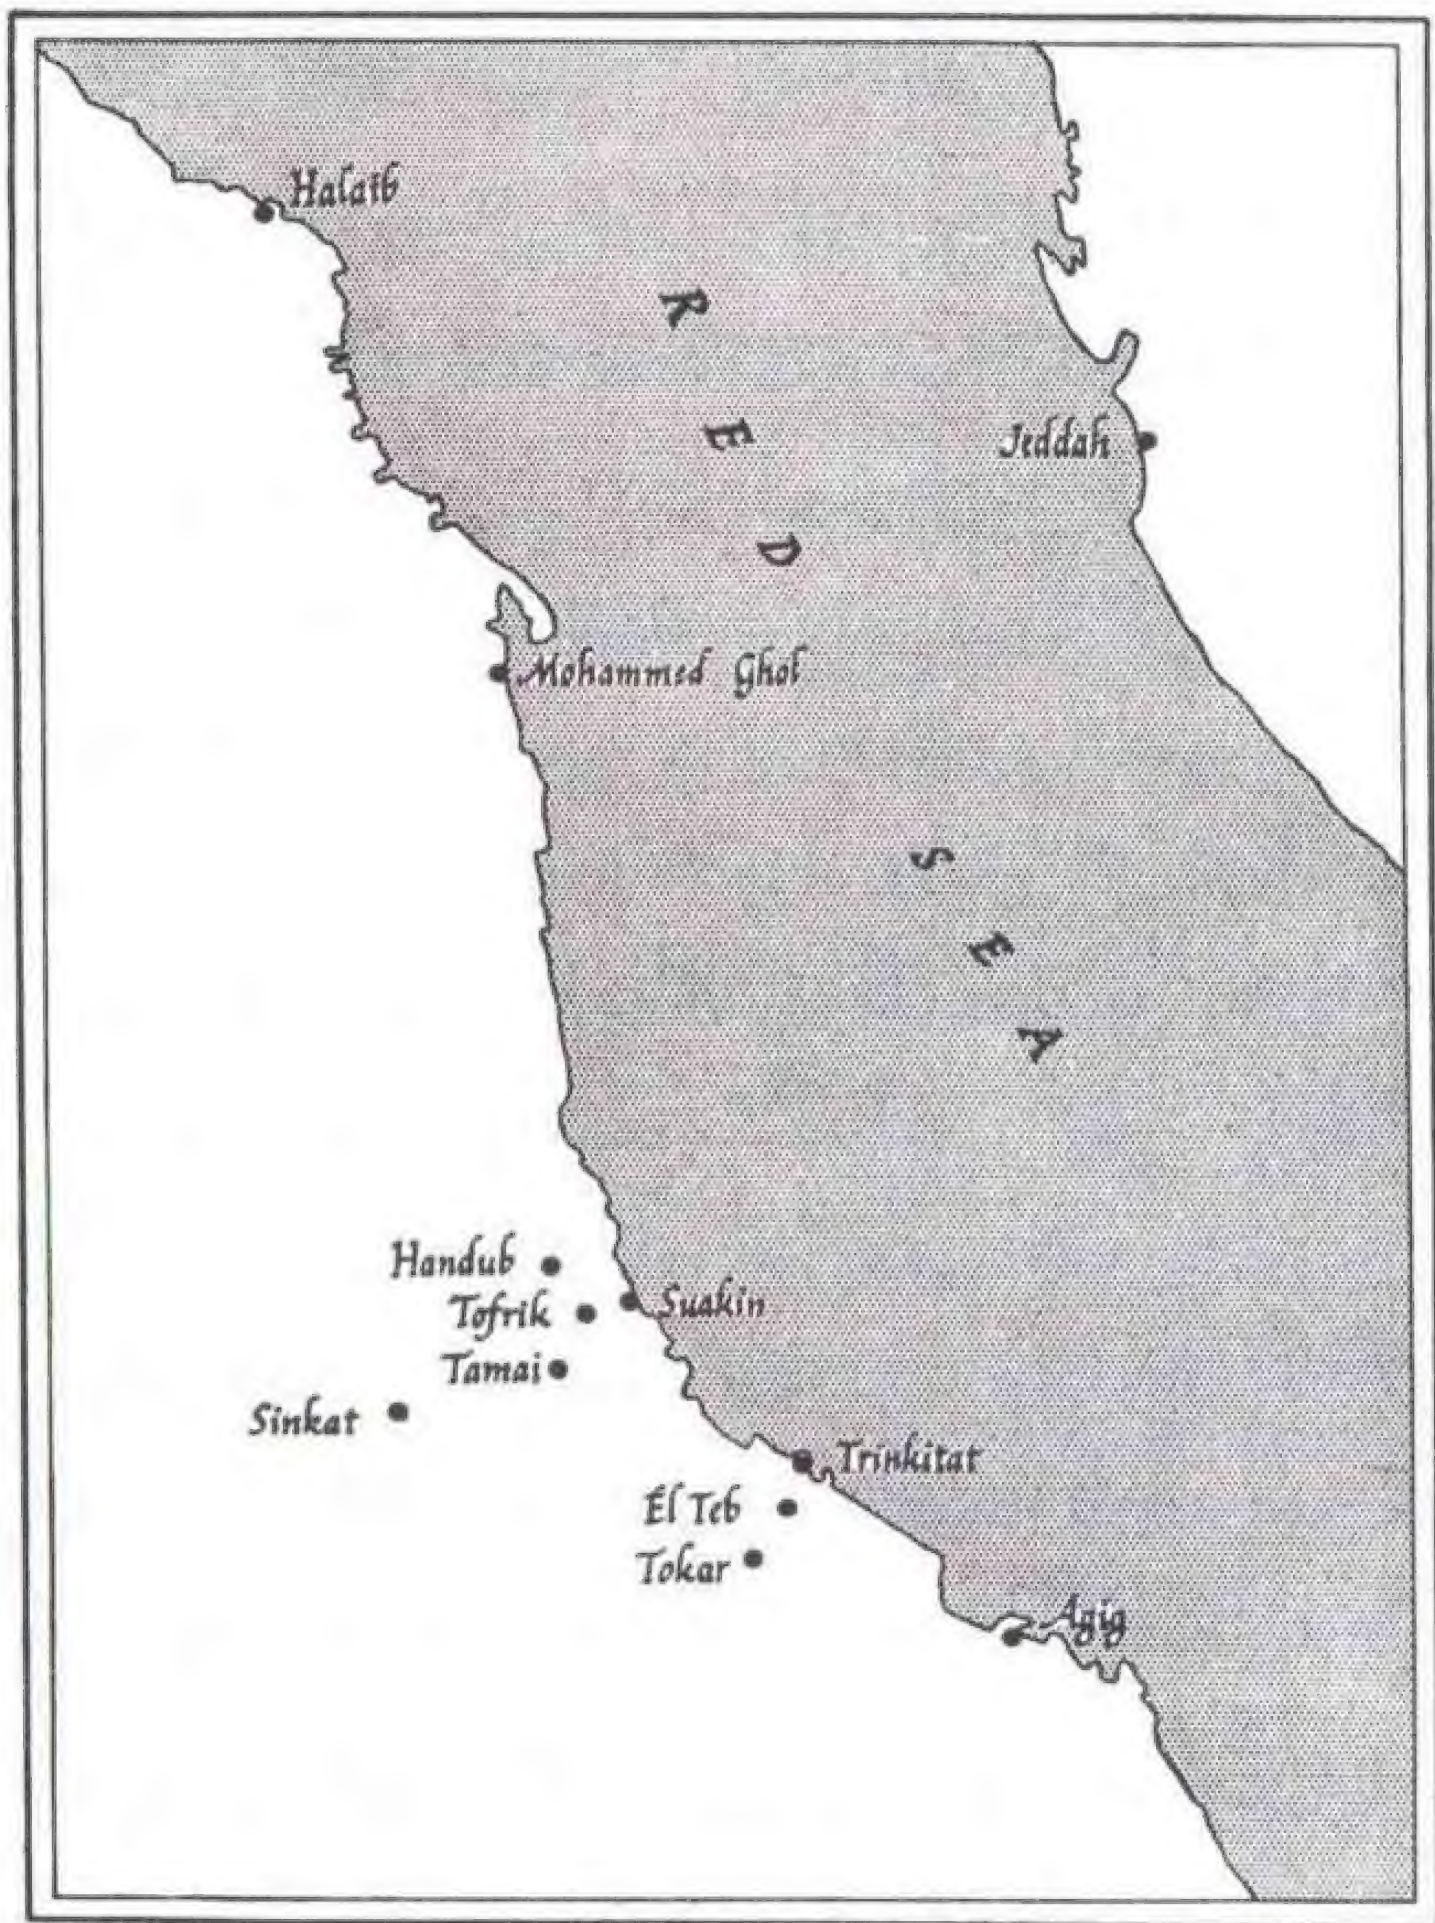 Halaib
R E D
Jeddah
Mohammed Ghol
S E A
Handub
Suakin
Tofrik
Tamai
Sinkat
Trinkitat
El Teb
Tokar
Agig